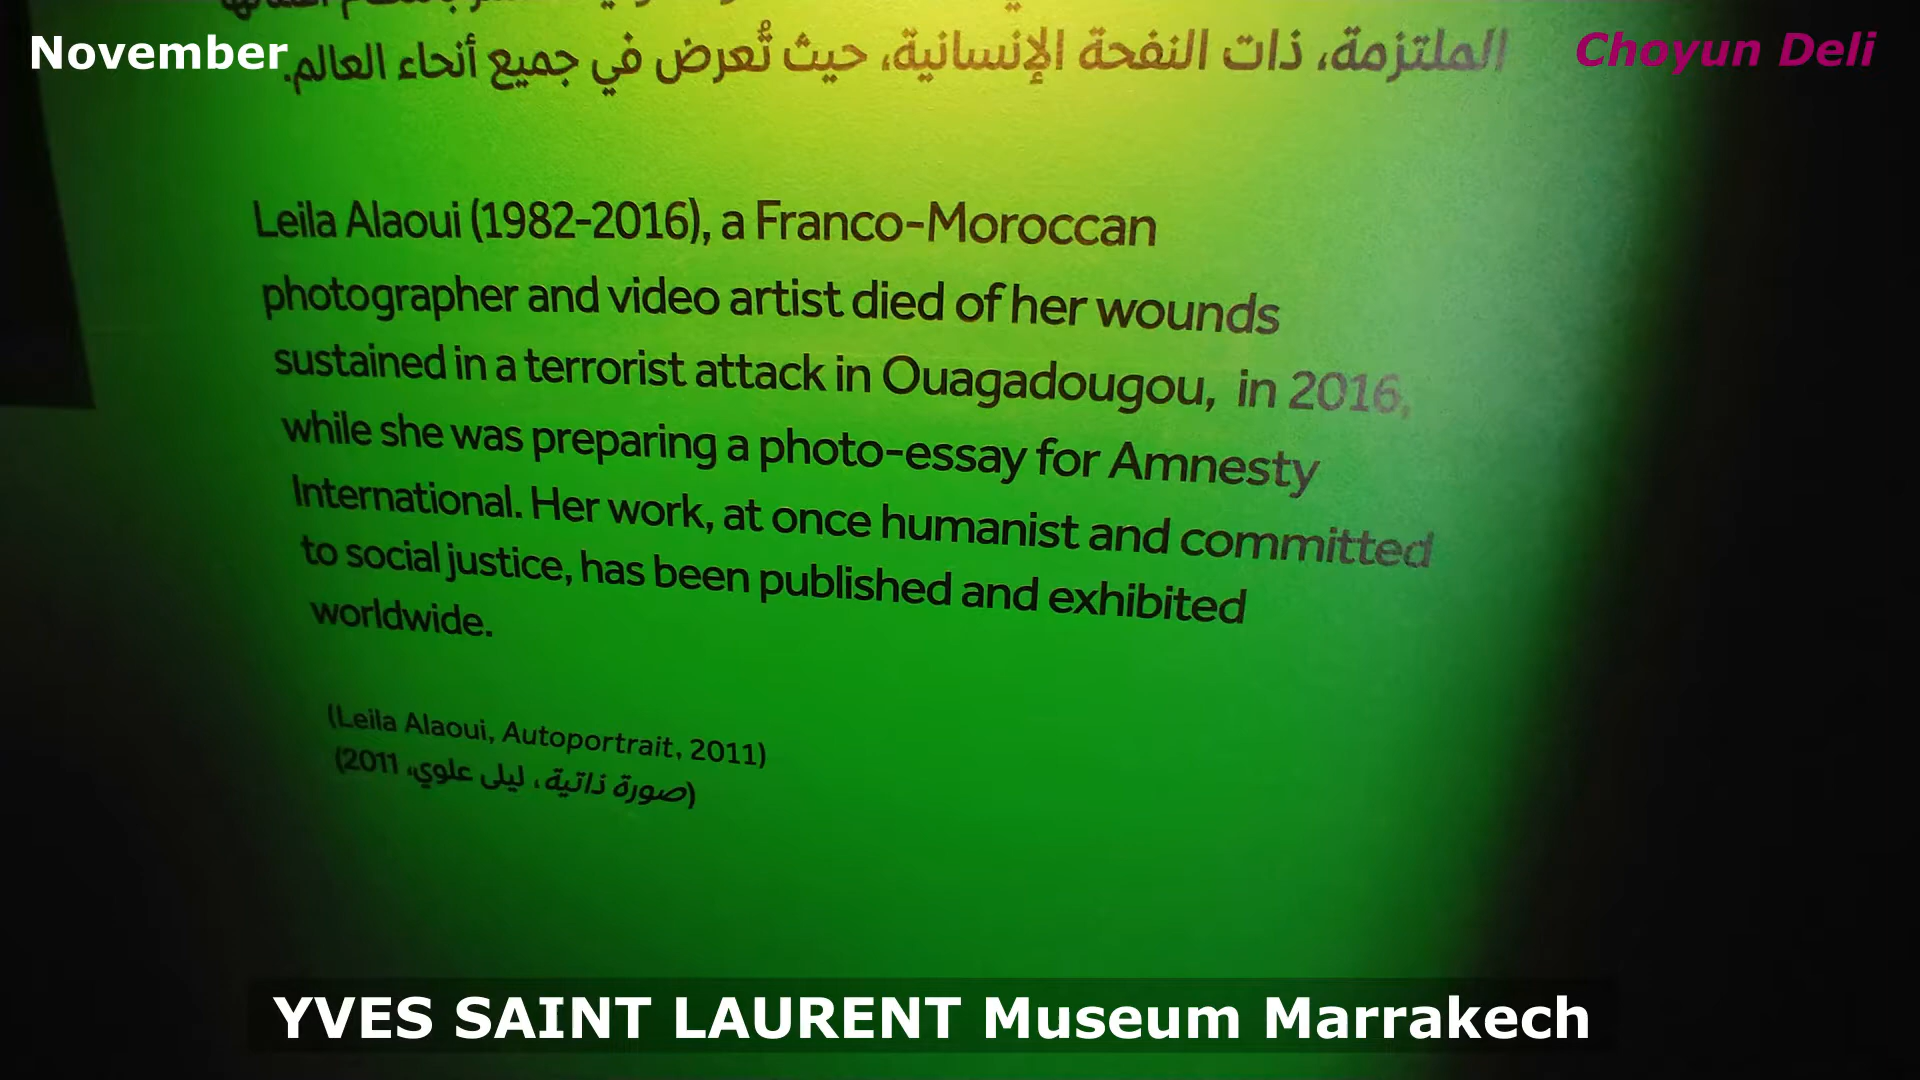 November
Choyun Deli
الملتزمة، ذات النفحة الإنسانية، حيث تُعرض في جميع أنحاء العالم.
Leila Alaoui (1982-2016), a Franco-Moroccan
photographer and video artist died of her wounds
sustained in a terrorist attack in Ouagadougou, in 2016,
while she was preparing a photo-essay for Amnesty
International. Her work, at once humanist and committed
to social justice, has been published and exhibited
worldwide.
(Leila Alaoui, Autoportrait, 2011)
(صورة ذاتية، ليلى علوي، 2011)
YVES SAINT LAURENT Museum Marrakech